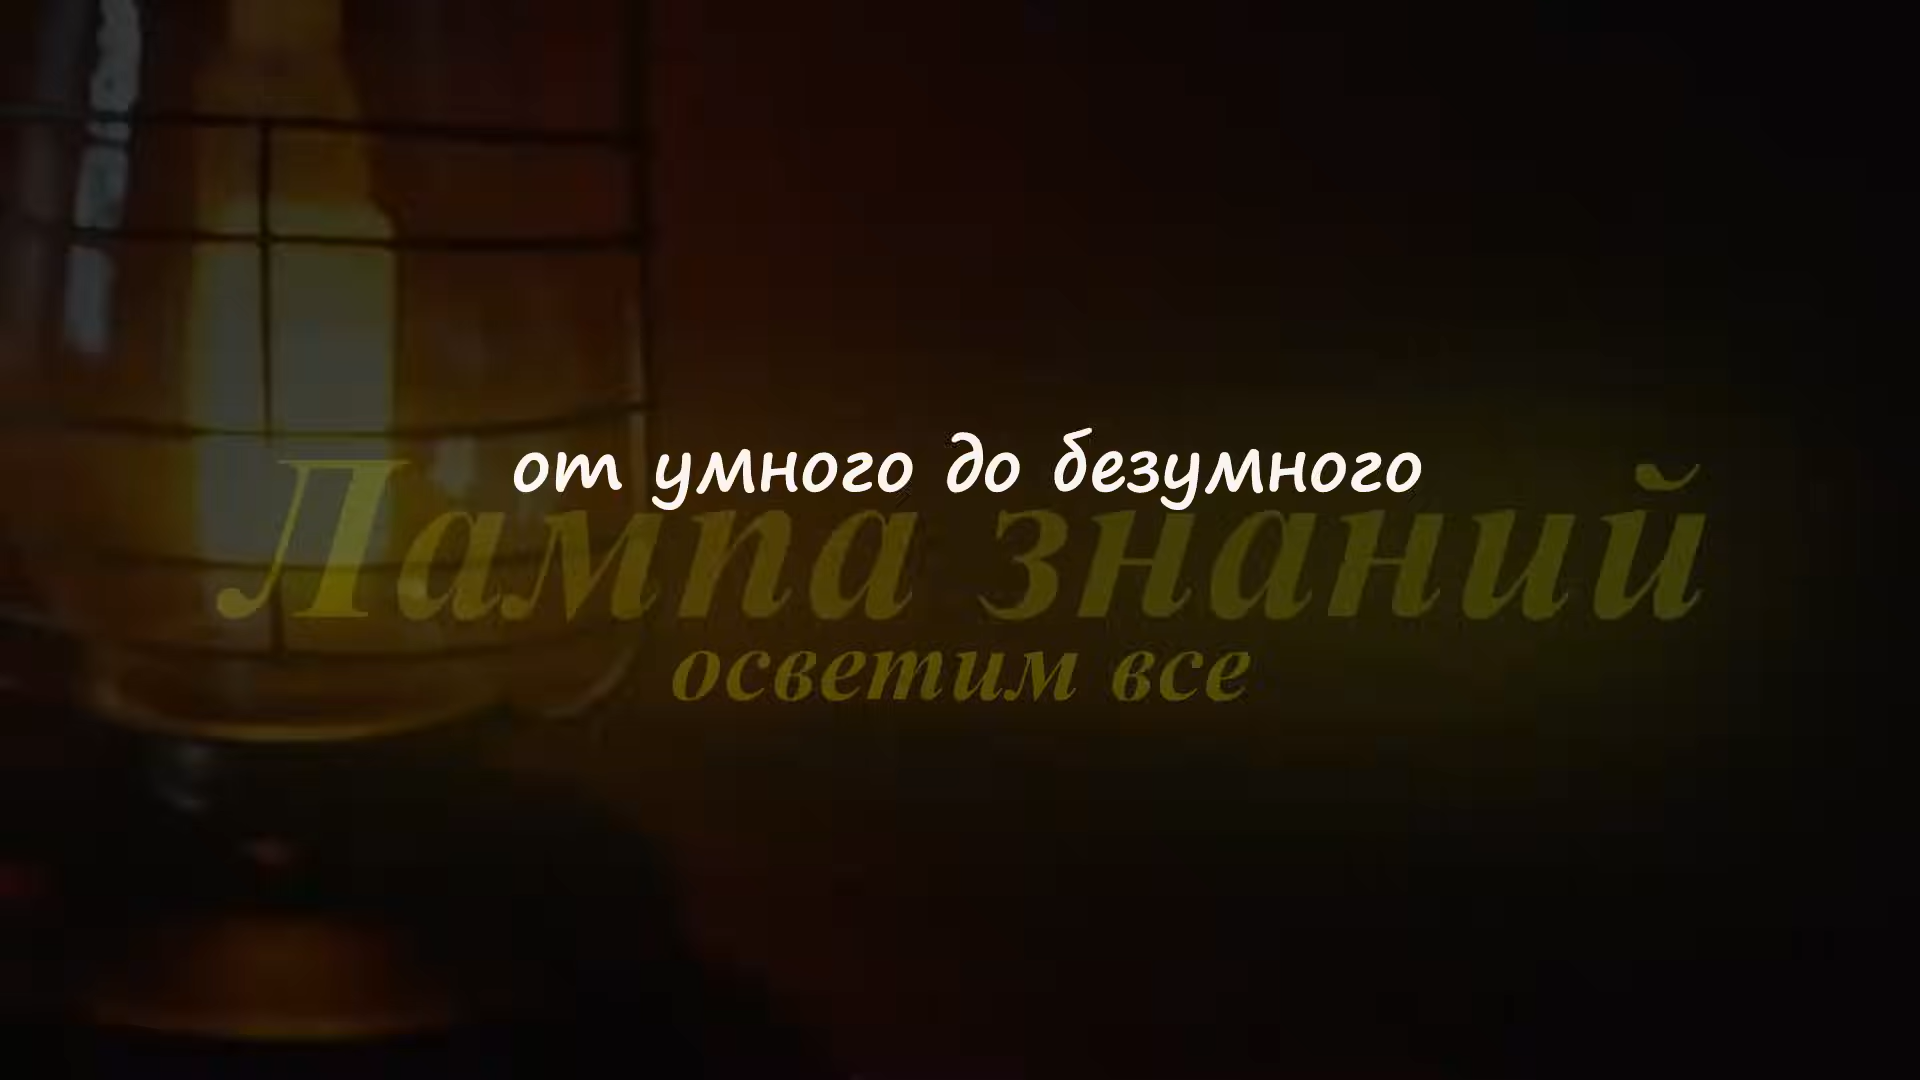 от умного до безумного
Лампа знаний
осветим все